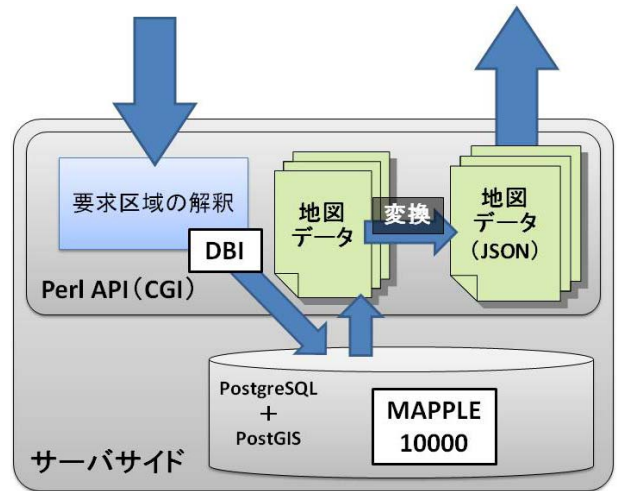 要求区域の解釈
DBI
Perl API（CGI）
地図
データ
変換
地図
データ
（JSON）
PostgreSQL
+
PostGIS
MAPPLE
10000
サーバサイド